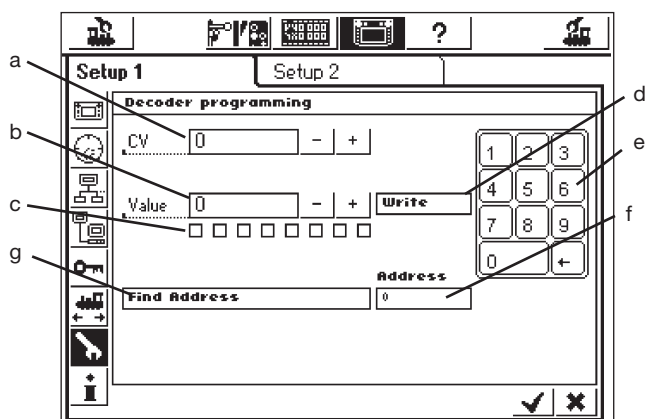 ?
Setup 1 Setup 2
Decoder programming
a
CV 0 - +
d
b
1 2 3
e
4 5 6
Value 0 - + Write
c
7 8 9
f
0 ←
Address
g
Find Address 0